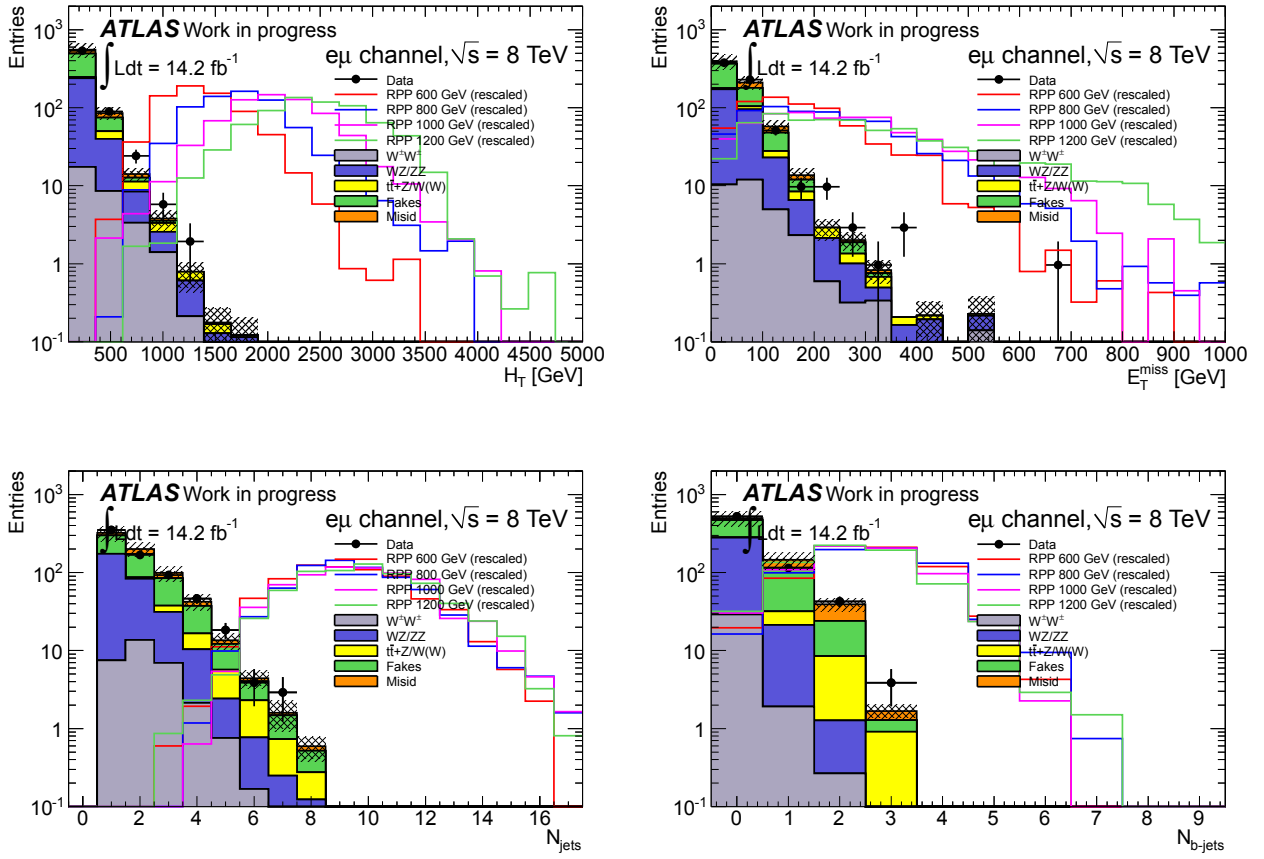 Entries
ATLAS Work in progress
∫ Ldt = 14.2 fb⁻¹
eμ channel, √s = 8 TeV
Data
RPP 600 GeV (rescaled)
RPP 800 GeV (rescaled)
RPP 1000 GeV (rescaled)
RPP 1200 GeV (rescaled)
W±W±
WZ/ZZ
tt̄+Z/W(W)
Fakes
Misid
10³
10²
10
1
10⁻¹
500 1000 1500 2000 2500 3000 3500 4000 4500 5000
H_T [GeV]
Entries
ATLAS Work in progress
∫ Ldt = 14.2 fb⁻¹
eμ channel, √s = 8 TeV
Data
RPP 600 GeV (rescaled)
RPP 800 GeV (rescaled)
RPP 1000 GeV (rescaled)
RPP 1200 GeV (rescaled)
W±W±
WZ/ZZ
tt̄+Z/W(W)
Fakes
Misid
10³
10²
10
1
10⁻¹
0 100 200 300 400 500 600 700 800 900 1000
E_T^miss [GeV]
Entries
ATLAS Work in progress
∫ Ldt = 14.2 fb⁻¹
eμ channel, √s = 8 TeV
Data
RPP 600 GeV (rescaled)
RPP 800 GeV (rescaled)
RPP 1000 GeV (rescaled)
RPP 1200 GeV (rescaled)
W±W±
WZ/ZZ
tt̄+Z/W(W)
Fakes
Misid
10³
10²
10
1
10⁻¹
0 2 4 6 8 10 12 14 16
N_jets
Entries
ATLAS Work in progress
∫ Ldt = 14.2 fb⁻¹
eμ channel, √s = 8 TeV
Data
RPP 600 GeV (rescaled)
RPP 800 GeV (rescaled)
RPP 1000 GeV (rescaled)
RPP 1200 GeV (rescaled)
W±W±
WZ/ZZ
tt̄+Z/W(W)
Fakes
Misid
10³
10²
10
1
10⁻¹
0 1 2 3 4 5 6 7 8 9
N_b-jets